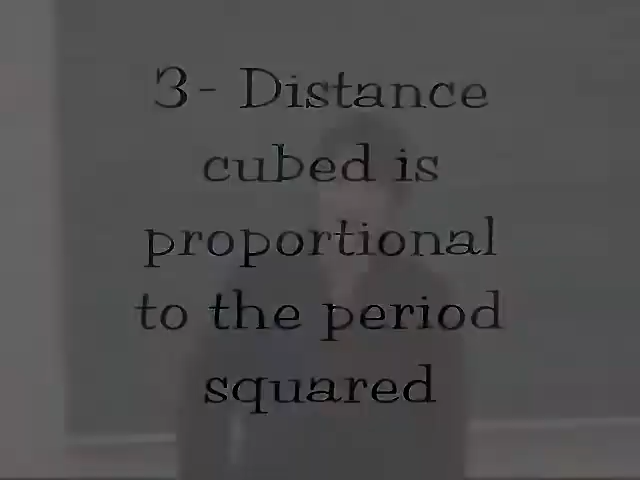 3- Distance
cubed is
proportional
to the period
squared